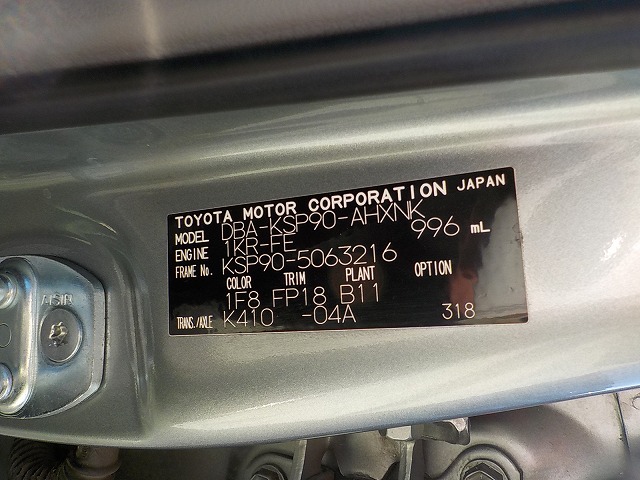 TOYOTA MOTOR CORPORATION JAPAN
MODEL DBA-KSP90-AHXNK
ENGINE 1KR-FE 996 mL
FRAME No. KSP90-5063216
COLOR TRIM PLANT OPTION
1F8 FP18 B11
TRANS./AXLE K410 -04A 318
AISIN